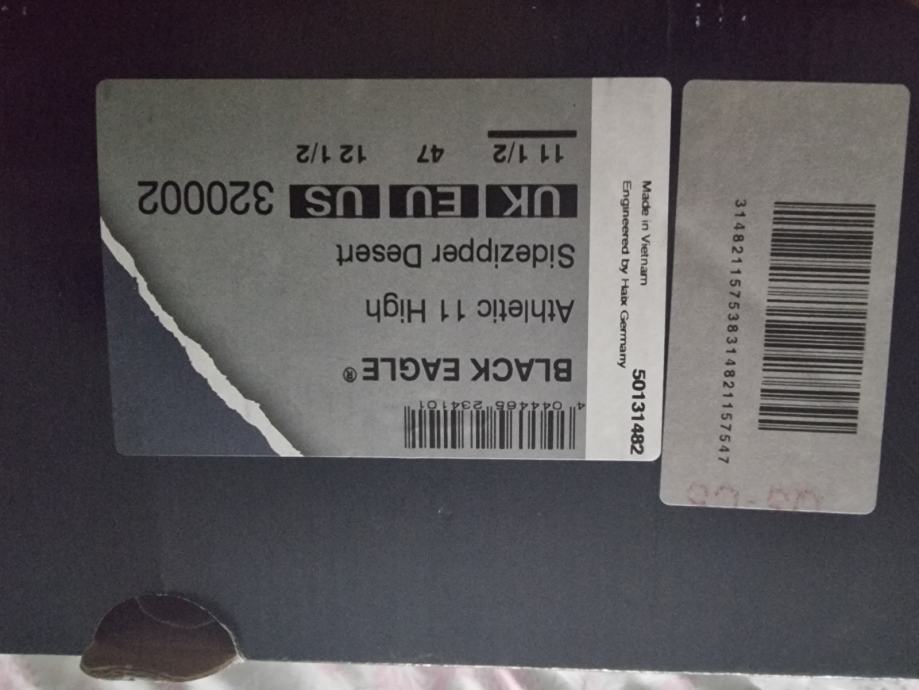 4 044465 234101
BLACK EAGLE®
Athletic 11 High
Sidezipper Desert
UK EU US 320002
11 1/2 47 12 1/2
Made in Vietnam
Engineered by Haix Germany
50131482
314821157538314821157547